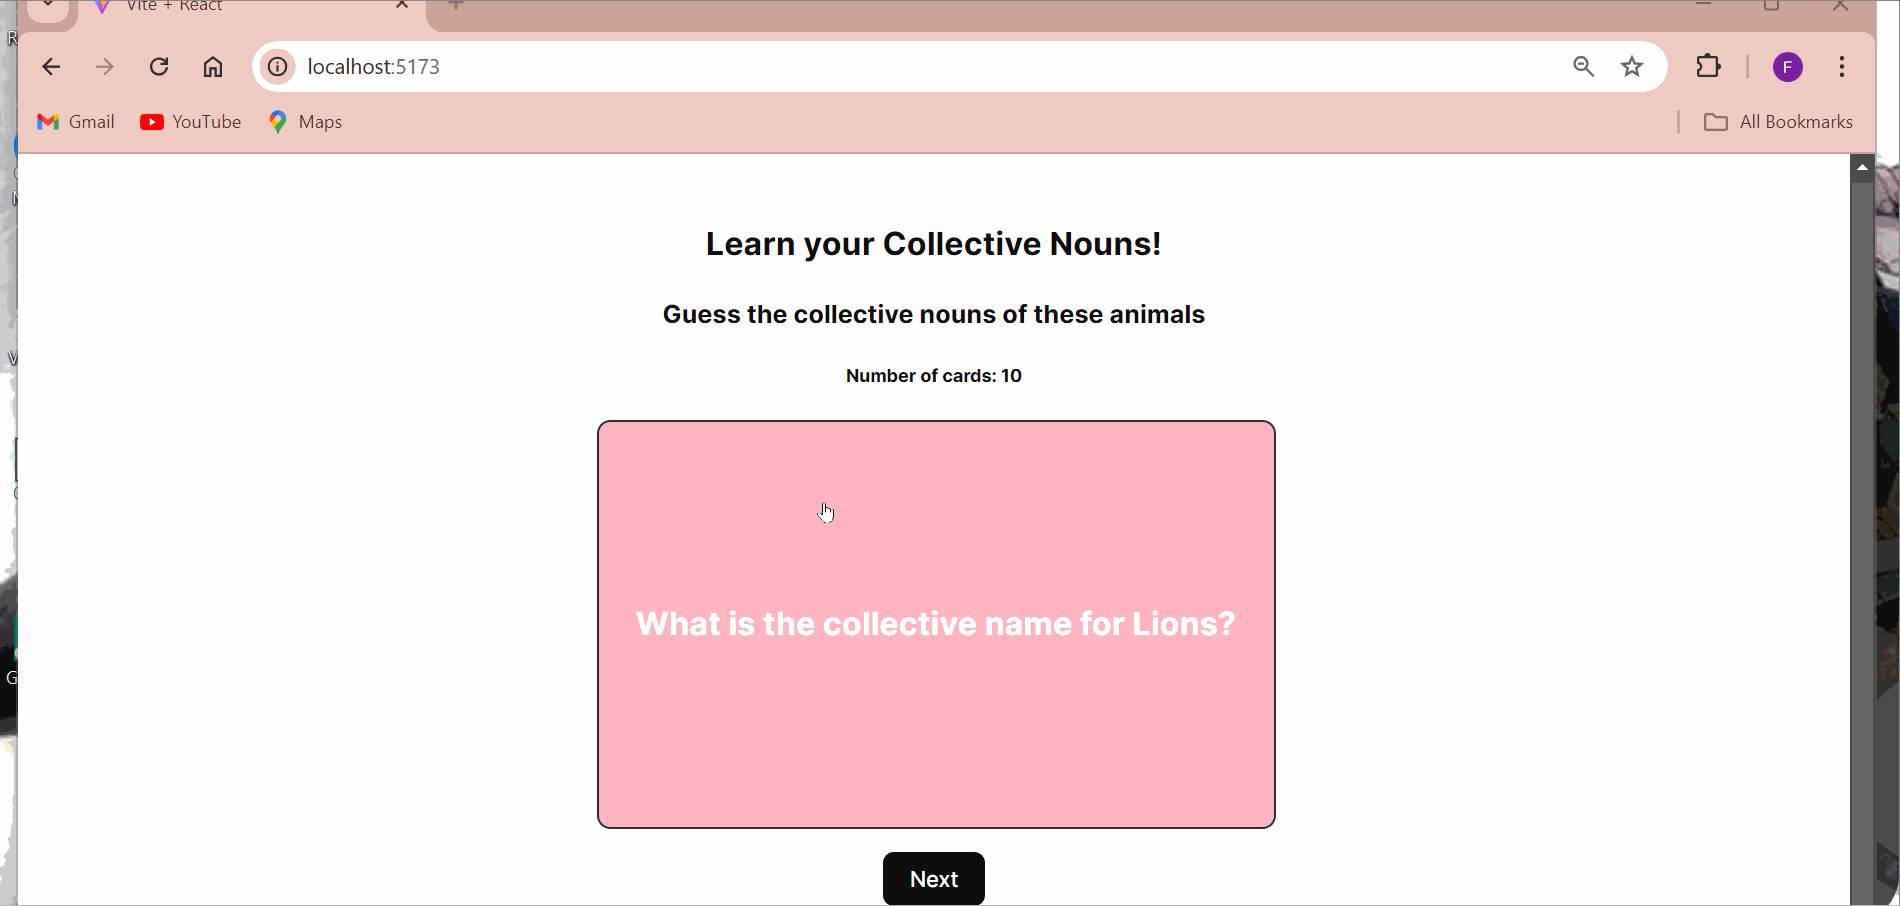 Vite + React
localhost:5173
Gmail
YouTube
Maps
All Bookmarks
F
Learn your Collective Nouns!
Guess the collective nouns of these animals
Number of cards: 10
What is the collective name for Lions?
Next
R
V
G